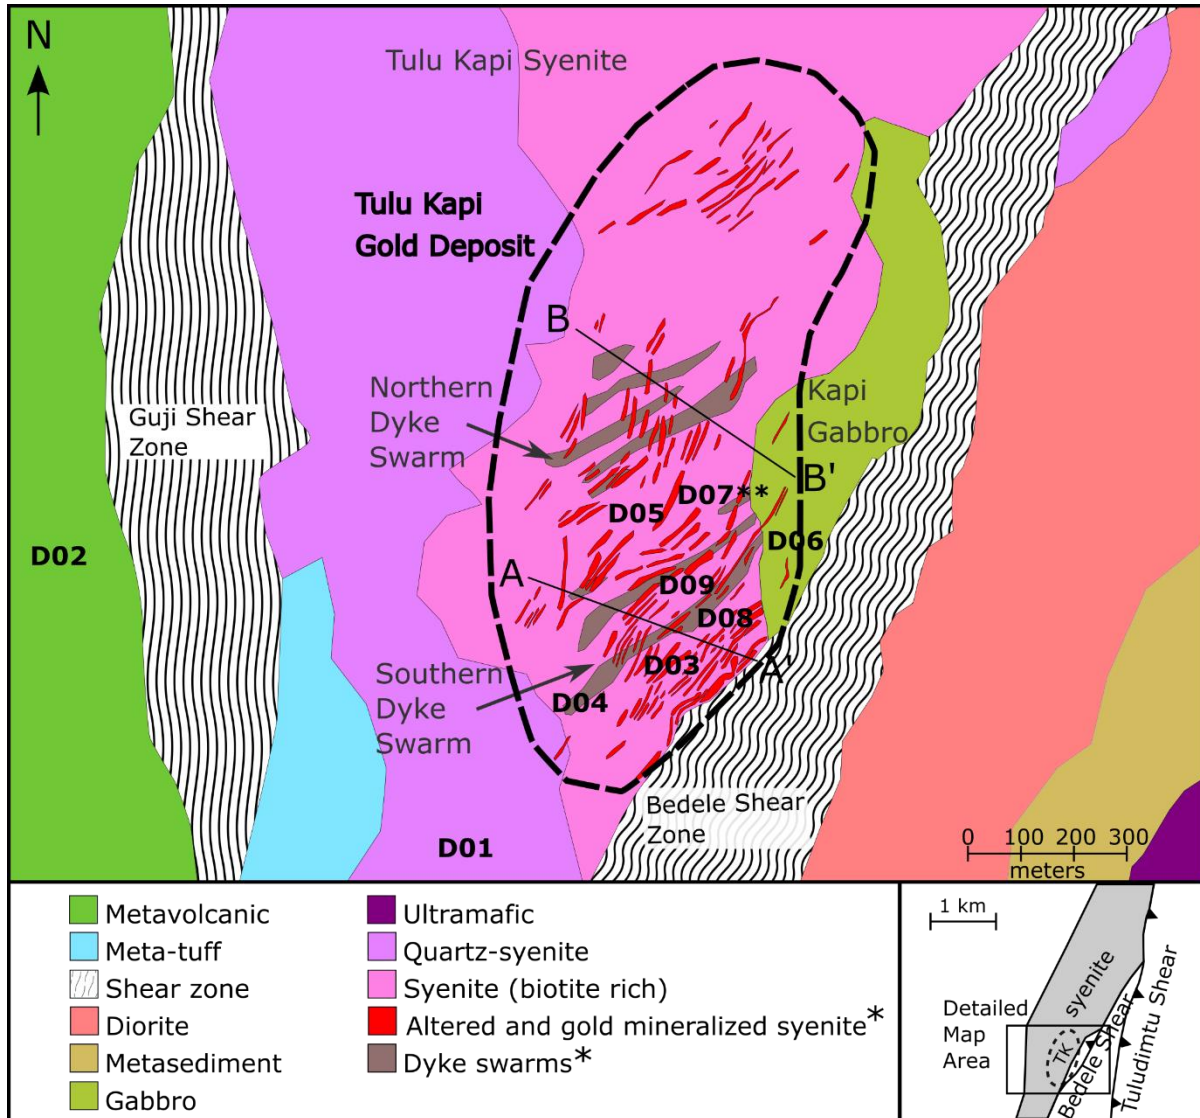 N
Tulu Kapi Syenite
Tulu Kapi
Gold Deposit
B
Northern
Dyke
Swarm
Kapi
Gabbro
Guji Shear
Zone
B'
D07**
D05
D06
D02
A
D09
D08
D03
A'
Southern
Dyke
Swarm
D04
Bedele Shear
Zone
D01
0 100 200 300
meters
Metavolcanic
Meta-tuff
Shear zone
Diorite
Metasediment
Gabbro
Ultramafic
Quartz-syenite
Syenite (biotite rich)
Altered and gold mineralized syenite*
Dyke swarms*
1 km
syenite
Detailed
Map
Area
TK
Bedele Shear
Tuludimtu Shear